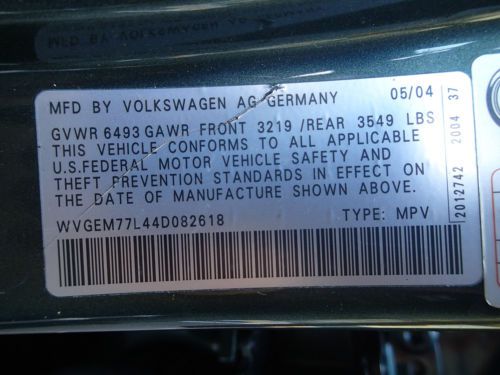 MFD BY VOLKSWAGEN AG GERMANY 05/04
GVWR 6493 GAWR FRONT 3219 /REAR 3549 LBS
THIS VEHICLE CONFORMS TO ALL APPLICABLE
U.S.FEDERAL MOTOR VEHICLE SAFETY AND
THEFT PREVENTION STANDARDS IN EFFECT ON
THE DATE OF MANUFACTURE SHOWN ABOVE.
WVGEM77L44D082618 TYPE: MPV
2012742 2004 37